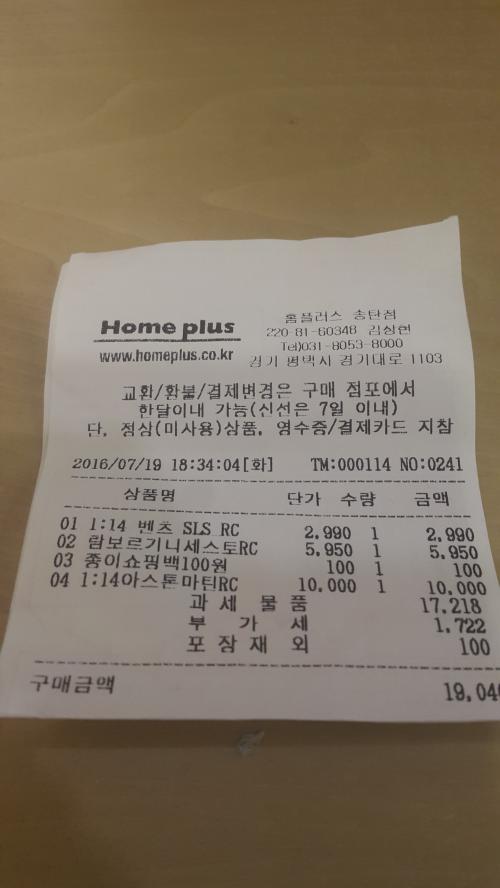 Home plus
www.homeplus.co.kr
홈플러스 송탄점
220-81-60348 김상현
Tel)031-8053-8000
경기 평택시 경기대로 1103
교환/환불/결제변경은 구매 점포에서
한달이내 가능(신선은 7일 이내)
단, 정상(미사용)상품, 영수증/결제카드 지참
2016/07/19 18:34:04[화] TM:000114 NO:0241
상품명 단가 수량 금액
01 1:14 벤츠 SLS RC 2,990 1 2,990
02 람보르기니세스토RC 5,950 1 5,950
03 종이쇼핑백100원 100 1 100
04 1:14아스톤마틴RC 10,000 1 10,000
과세물품 17,218
부가세 1,722
포장재외 100
구매금액 19,040